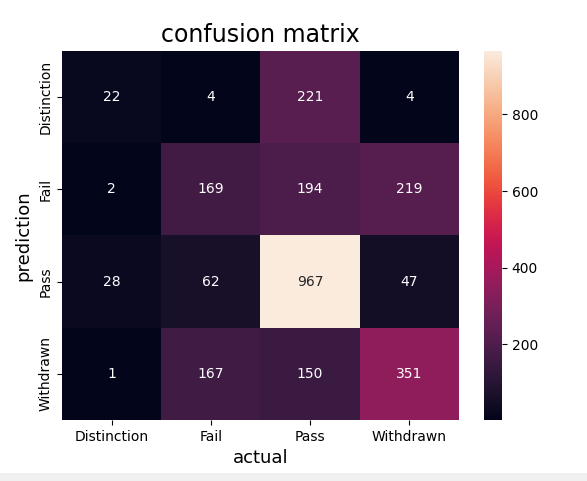 confusion matrix
prediction
Distinction 22 4 221 4
Fail 2 169 194 219
Pass 28 62 967 47
Withdrawn 1 167 150 351
Distinction Fail Pass Withdrawn
actual
800
600
400
200